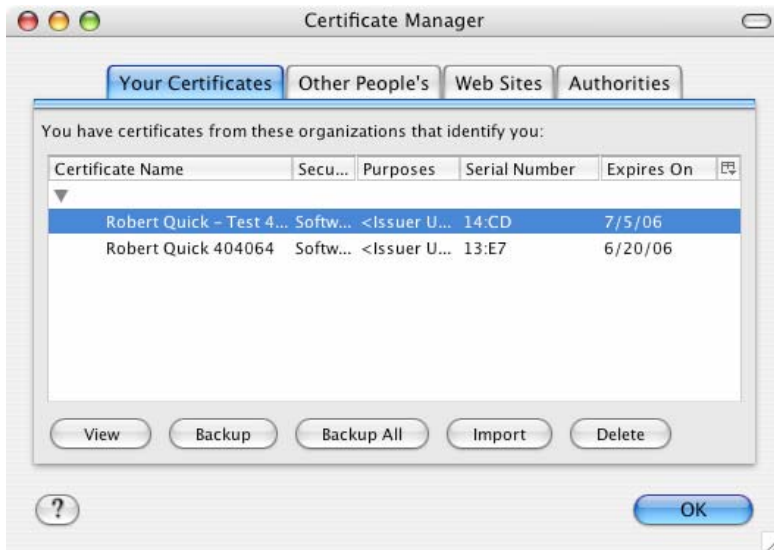 Certificate Manager
Your Certificates Other People's Web Sites Authorities
You have certificates from these organizations that identify you:
Certificate Name Secu... Purposes Serial Number Expires On
Robert Quick – Test 4... Softw... <Issuer U... 14:CD 7/5/06
Robert Quick 404064 Softw... <Issuer U... 13:E7 6/20/06
View Backup Backup All Import Delete
? OK